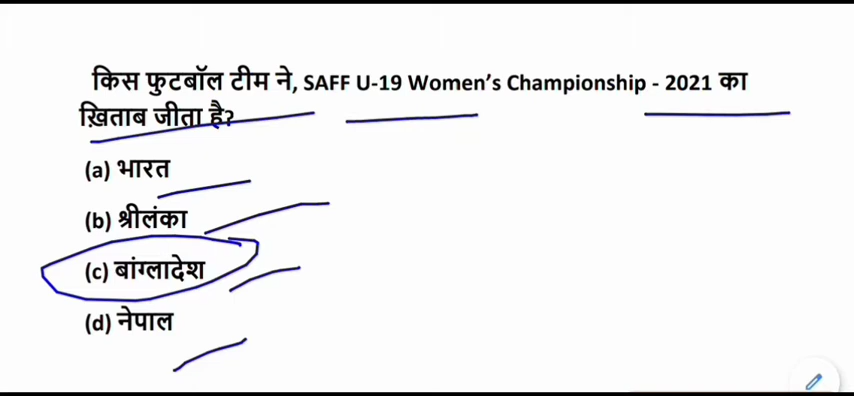 किस फुटबॉल टीम ने, SAFF U-19 Women’s Championship - 2021 का
ख़िताब जीता है?
(a) भारत
(b) श्रीलंका
(c) बांग्लादेश
(d) नेपाल